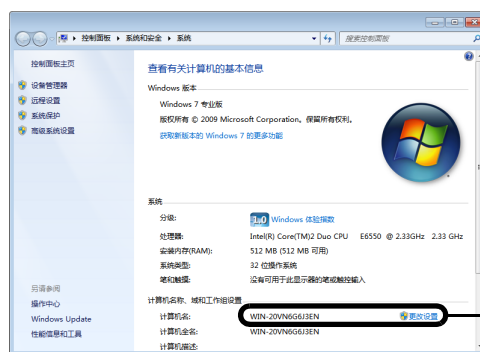 控制面板 ▸ 系统和安全 ▸ 系统
搜索控制面板
控制面板主页
设备管理器
远程设置
系统保护
高级系统设置
另请参阅
操作中心
Windows Update
性能信息和工具
查看有关计算机的基本信息
Windows 版本
Windows 7 专业版
版权所有 © 2009 Microsoft Corporation。保留所有权利。
获取新版本的 Windows 7 的更多功能
系统
分级: 1.0 Windows 体验指数
处理器: Intel(R) Core(TM)2 Duo CPU E6550 @ 2.33GHz 2.33 GHz
安装内存(RAM): 512 MB (512 MB 可用)
系统类型: 32 位操作系统
笔和触摸: 没有可用于此显示器的笔或触控输入
计算机名称、域和工作组设置
计算机名: WIN-20VN6G6J3EN 更改设置
计算机全名: WIN-20VN6G6J3EN
计算机描述: